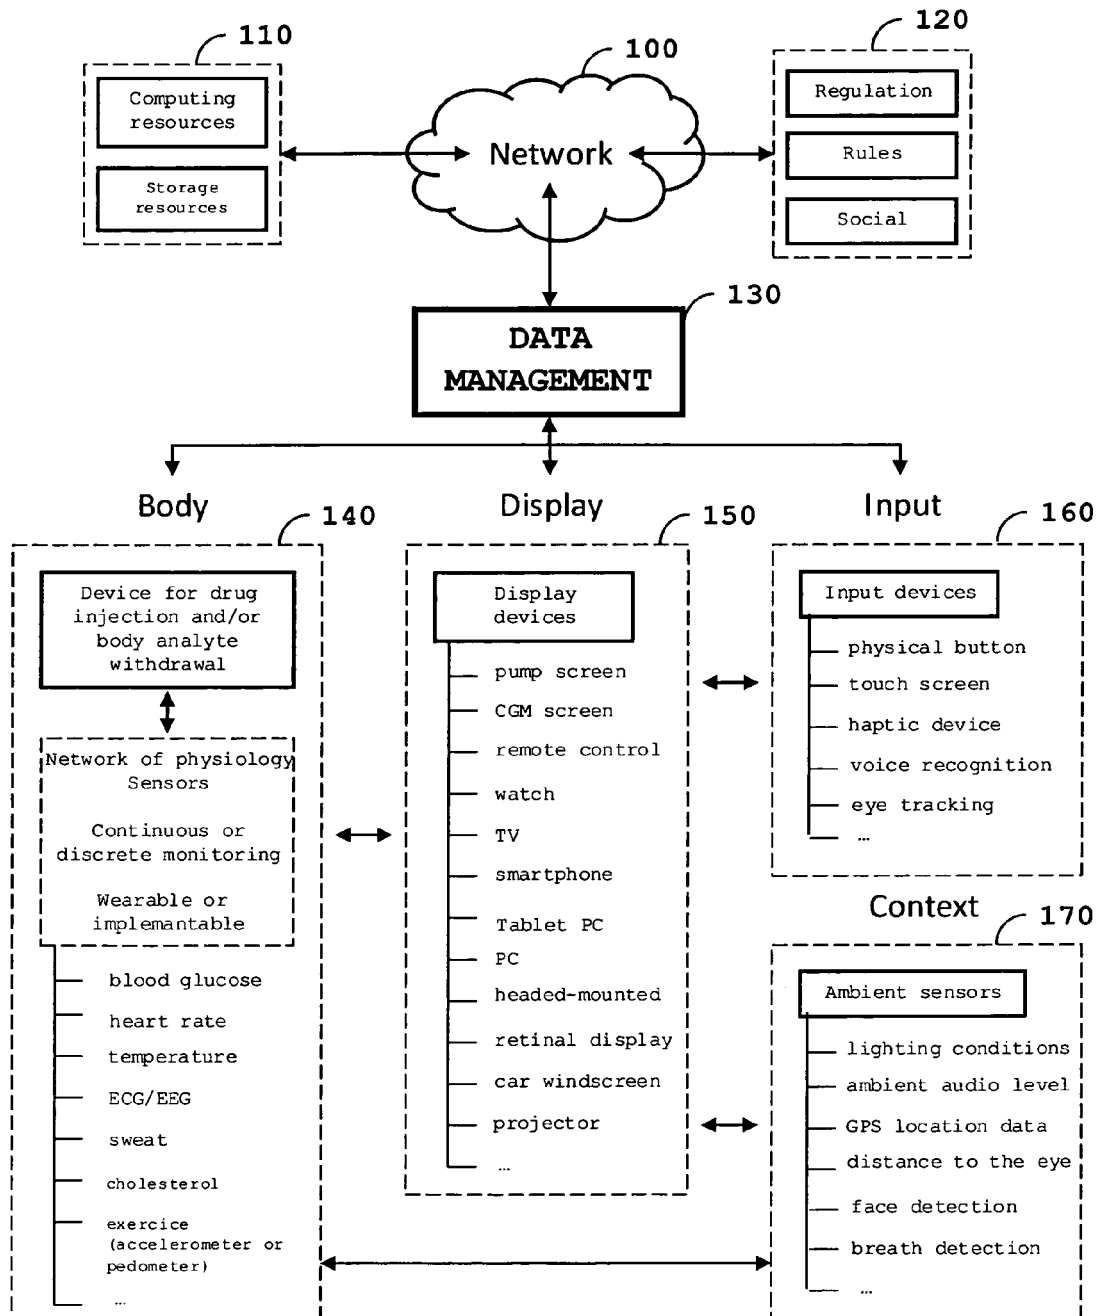 110
Computing
resources
Storage
resources
100
Network
120
Regulation
Rules
Social
130
DATA
MANAGEMENT
Body
140
Device for drug
injection and/or
body analyte
withdrawal
Network of physiology
Sensors
Continuous or
discrete monitoring
Wearable or
implemantable
blood glucose
heart rate
temperature
ECG/EEG
sweat
cholesterol
exercice
(accelerometer or
pedometer)
…
Display
150
Display
devices
pump screen
CGM screen
remote control
watch
TV
smartphone
Tablet PC
PC
headed-mounted
retinal display
car windscreen
projector
…
Input
160
Input devices
physical button
touch screen
haptic device
voice recognition
eye tracking
…
Context
170
Ambient sensors
lighting conditions
ambient audio level
GPS location data
distance to the eye
face detection
breath detection
…